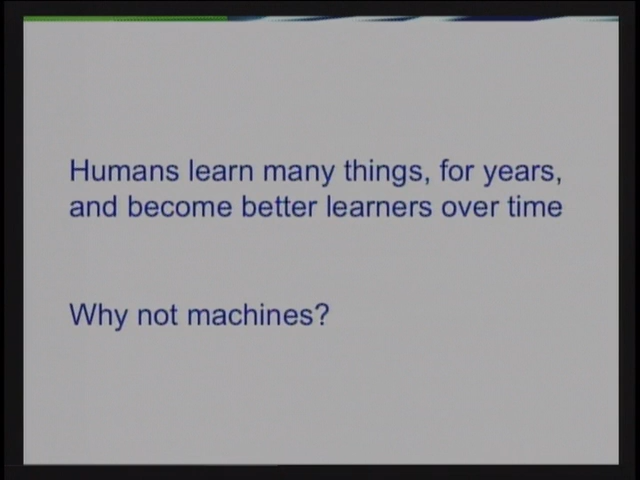 Humans learn many things, for years,
and become better learners over time
Why not machines?